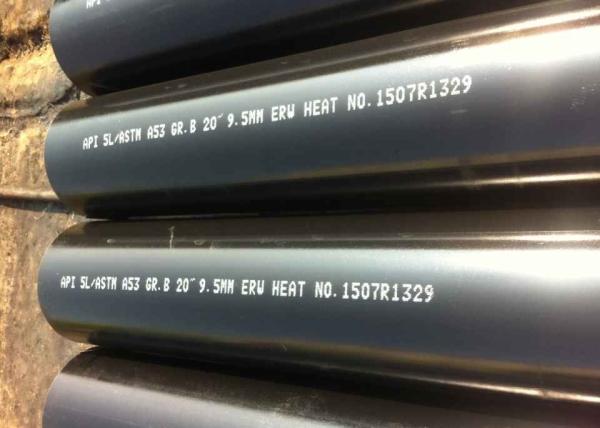 API
API 5L/ASTM A53 GR.B 20" 9.5MM ERW HEAT NO.1507R1329
API 5L/ASTM A53 GR.B 20" 9.5MM ERW HEAT NO.1507R1329